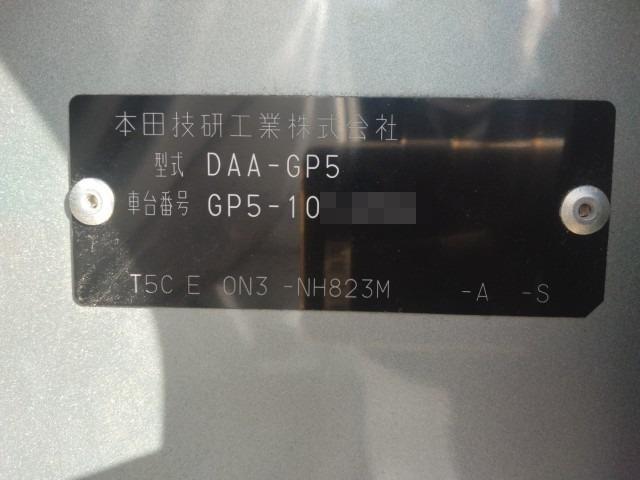 本田技研工業株式会社
型式 DAA-GP5
車台番号 GP5-10
T5C E 0N3 -NH823M -A -S